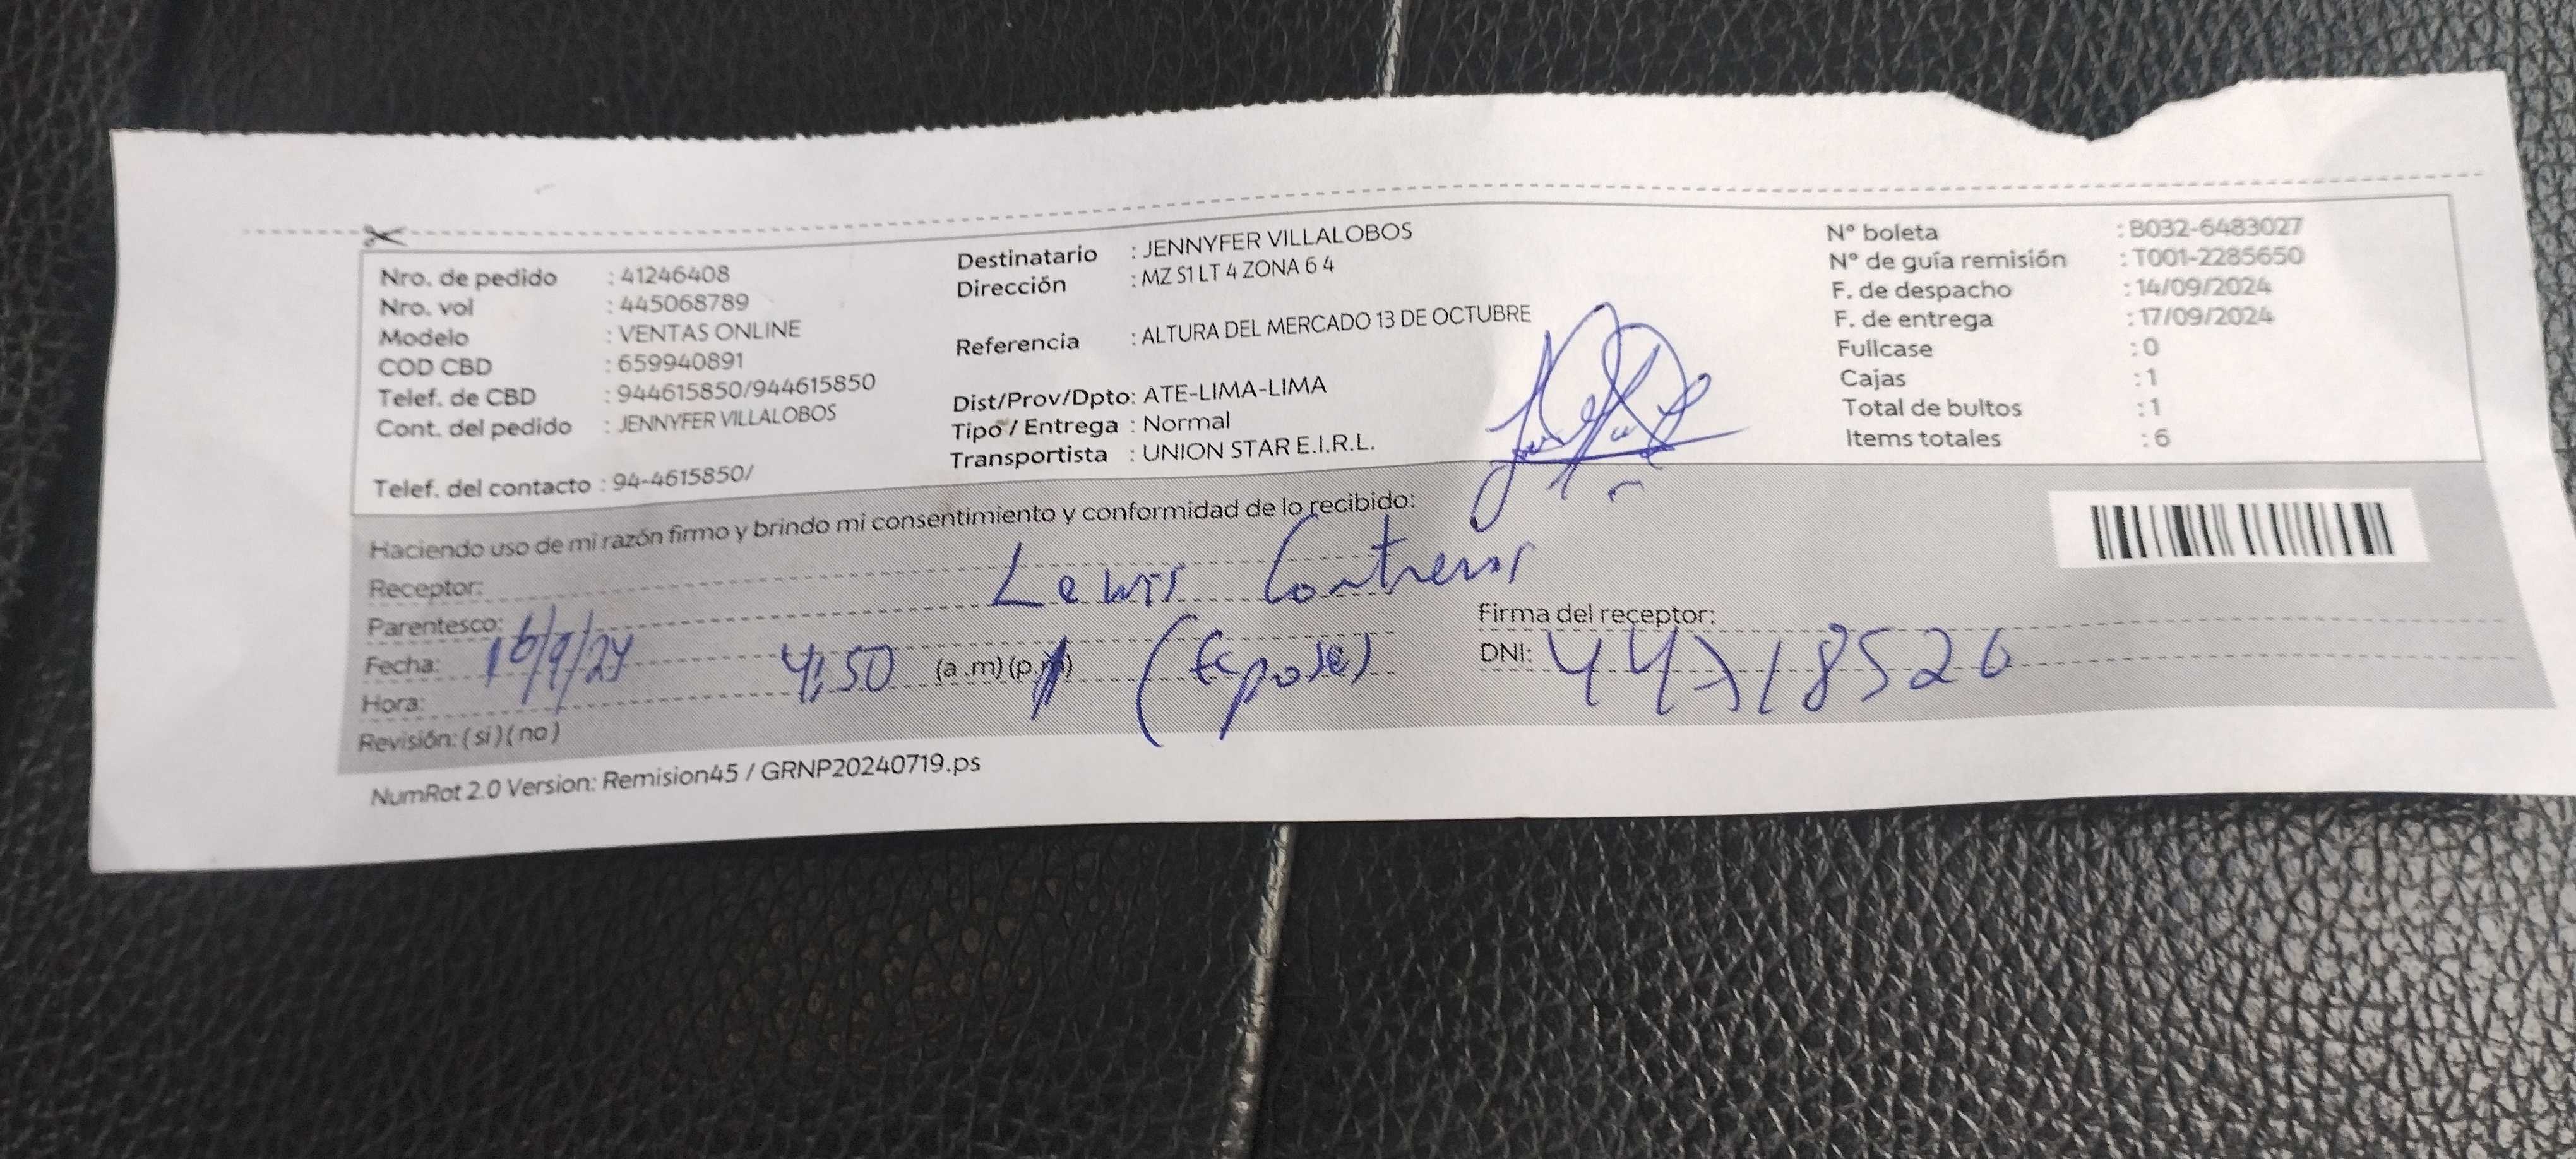 Nro. de pedido : 41246408
Nro. vol : 445068789
Modelo : VENTAS ONLINE
COD CBD : 659940891
Telef. de CBD : 944615850/944615850
Cont. del pedido : JENNYFER VILLALOBOS
Telef. del contacto : 94-4615850/
Destinatario : JENNYFER VILLALOBOS
Dirección : MZ S1 LT 4 ZONA 6 4
Referencia : ALTURA DEL MERCADO 13 DE OCTUBRE
Dist/Prov/Dpto: ATE-LIMA-LIMA
Tipo / Entrega : Normal
Transportista : UNION STAR E.I.R.L.
N° boleta : B032-6483027
N° de guía remisión : T001-2285650
F. de despacho : 14/09/2024
F. de entrega : 17/09/2024
Fullcase : 0
Cajas : 1
Total de bultos : 1
Items totales : 6
Haciendo uso de mi razón firmo y brindo mi consentimiento y conformidad de lo recibido:
Receptor: Lewis Contreras
Parentesco: (Eposo)
Fecha: 16/9/24
Hora: 4:50 (a .m) (p.m)
Revisión: ( si ) ( no )
Firma del receptor:
DNI: 44718526
NumRot 2.0 Version: Remision45 / GRNP20240719.ps